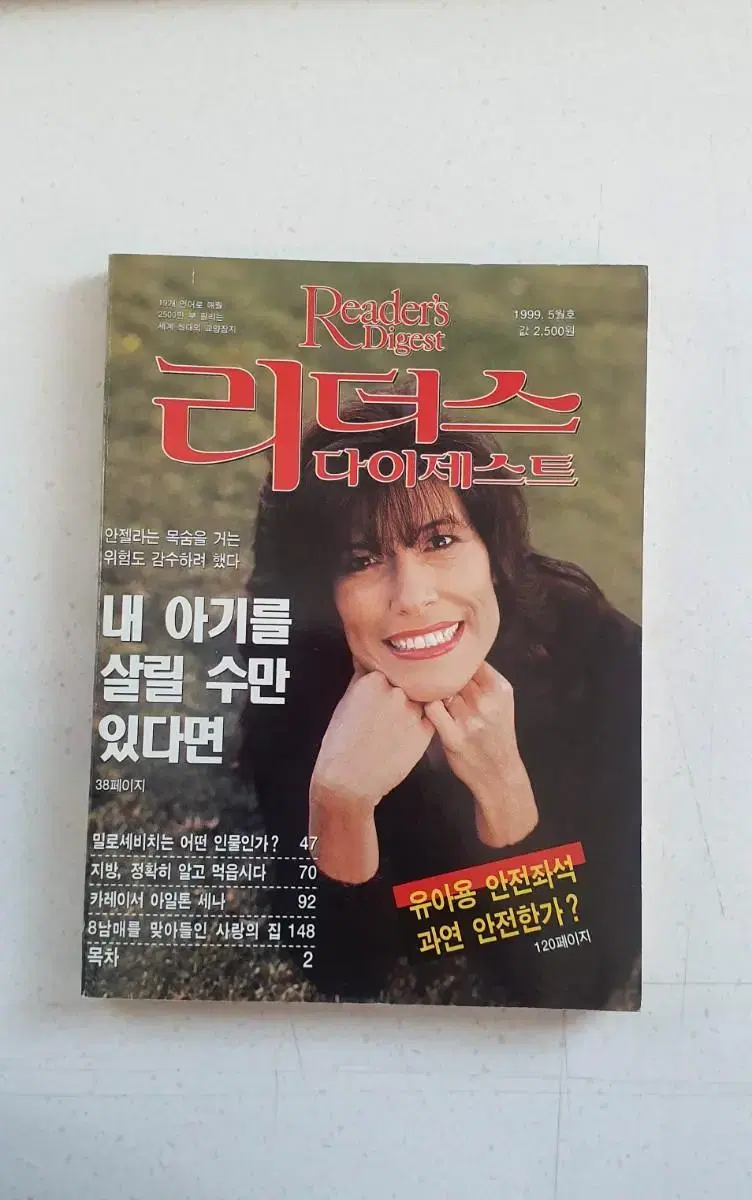 19개 언어로 매월
2500만 부 팔리는
세계 최대의 교양잡지
Reader's
Digest
1999. 5월호
값 2,500원
리더스
다이제스트
안젤라는 목숨을 거는
위험도 감수하려 했다
내 아기를
살릴 수만
있다면
38페이지
밀로셰비치는 어떤 인물인가? 47
지방, 정확히 알고 먹읍시다 70
카레이서 아일톤 세나 92
8남매를 맞아들인 사랑의 집 148
목차 2
유아용 안전좌석
과연 안전한가?
120페이지